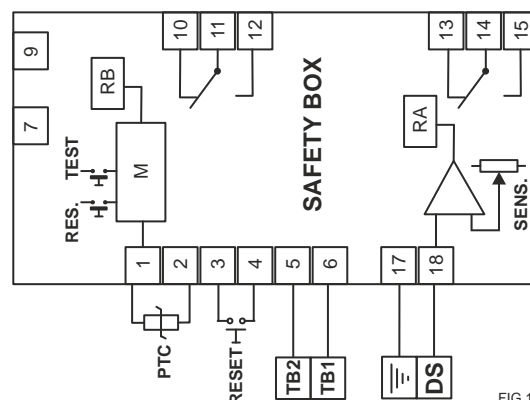 9
7
10
11
12
13
14
15
RB
RA
TEST
RES.
M
SAFETY BOX
SENS.
1
2
3
4
5
6
17
18
PTC
RESET
TB2
TB1
DS
FIG.1